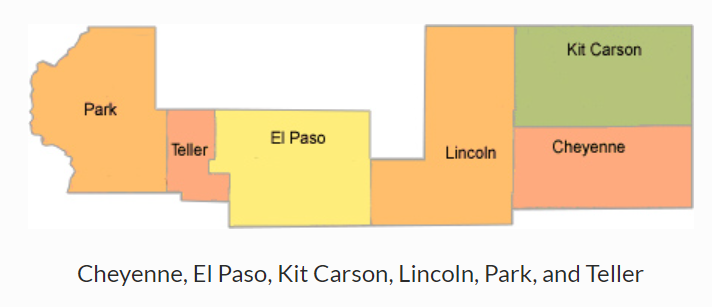 Kit Carson
Park
El Paso
Teller
Lincoln
Cheyenne
Cheyenne, El Paso, Kit Carson, Lincoln, Park, and Teller